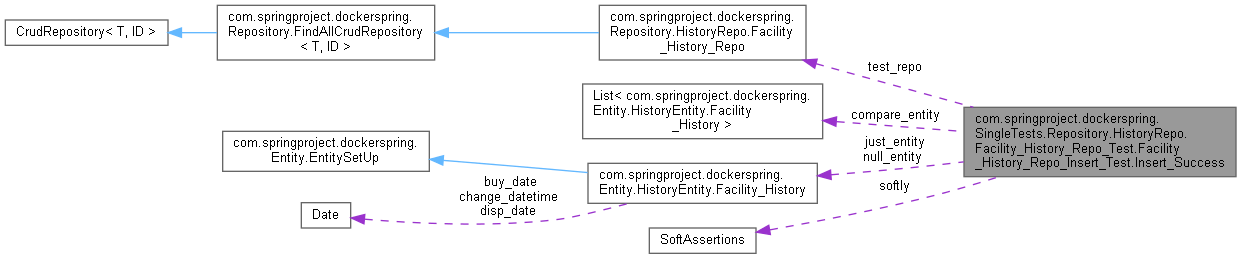 CrudRepository< T, ID >
com.springproject.dockerspring.
Repository.FindAllCrudRepository
< T, ID >
com.springproject.dockerspring.
Repository.HistoryRepo.Facility
_History_Repo
test_repo
List< com.springproject.dockerspring.
Entity.HistoryEntity.Facility
_History >
compare_entity
com.springproject.dockerspring.
SingleTests.Repository.HistoryRepo.
Facility_History_Repo_Test.Facility
_History_Repo_Insert_Test.Insert_Success
com.springproject.dockerspring.
Entity.EntitySetUp
just_entity
null_entity
com.springproject.dockerspring.
Entity.HistoryEntity.Facility_History
buy_date
change_datetime
disp_date
softly
Date
SoftAssertions